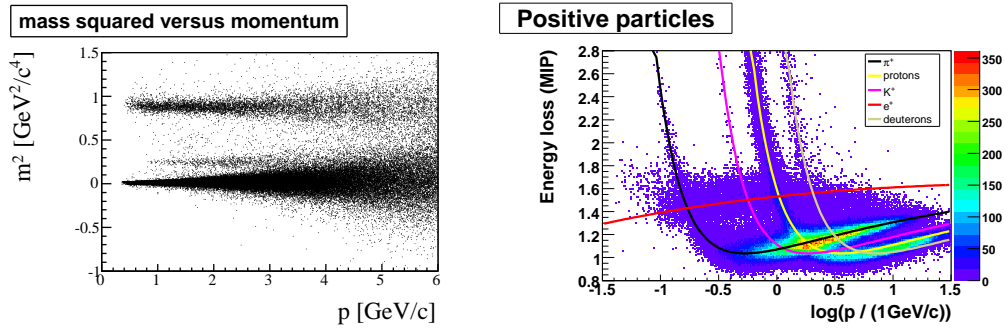 mass squared versus momentum
m² [GeV²/c⁴]
1.5
1
0.5
0
-0.5
-1
0 1 2 3 4 5 6
p [GeV/c]
Positive particles
Energy loss (MIP)
2.8
2.6
2.4
2.2
2
1.8
1.6
1.4
1.2
1
0.8
-1.5 -1 -0.5 0 0.5 1 1.5
log(p / (1GeV/c))
π⁺
protons
K⁺
e⁺
deuterons
350
300
250
200
150
100
50
0